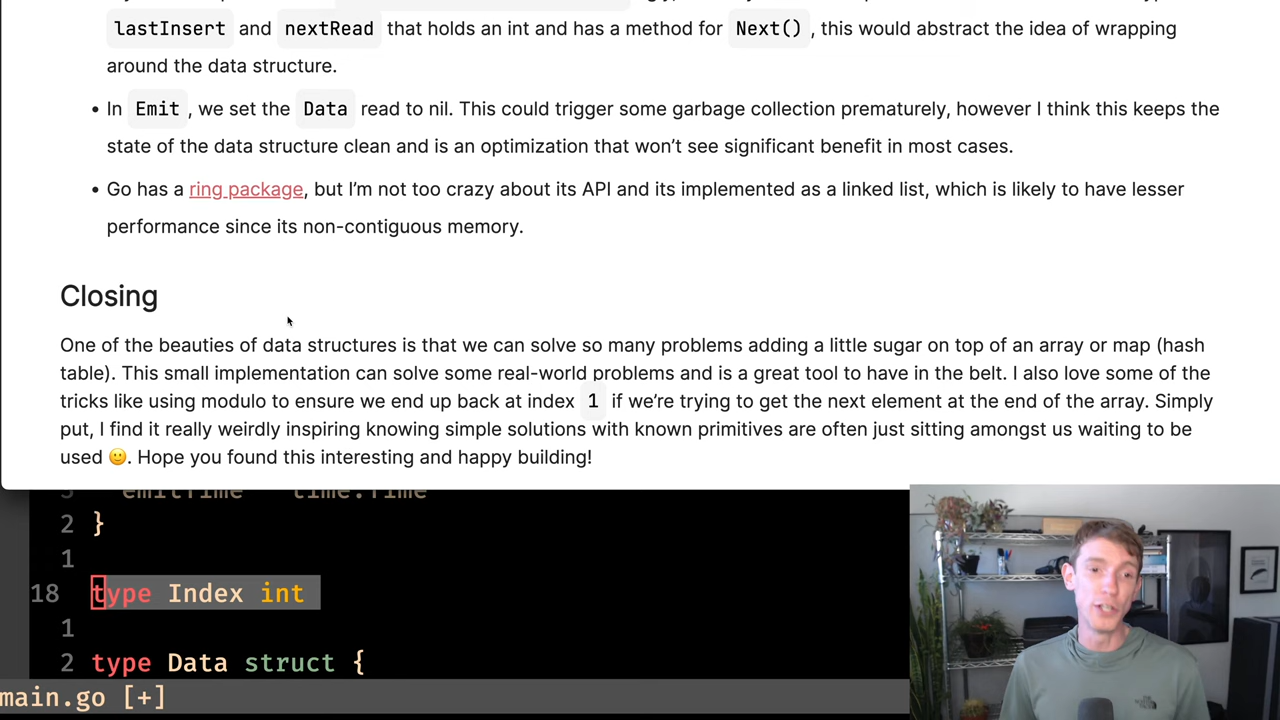 lastInsert and nextRead that holds an int and has a method for Next() , this would abstract the idea of wrapping
around the data structure.
• In Emit , we set the Data read to nil. This could trigger some garbage collection prematurely, however I think this keeps the
state of the data structure clean and is an optimization that won’t see significant benefit in most cases.
• Go has a ring package, but I’m not too crazy about its API and its implemented as a linked list, which is likely to have lesser
performance since its non-contiguous memory.
Closing
One of the beauties of data structures is that we can solve so many problems adding a little sugar on top of an array or map (hash
table). This small implementation can solve some real-world problems and is a great tool to have in the belt. I also love some of the
tricks like using modulo to ensure we end up back at index 1 if we’re trying to get the next element at the end of the array. Simply
put, I find it really weirdly inspiring knowing simple solutions with known primitives are often just sitting amongst us waiting to be
used 🙂. Hope you found this interesting and happy building!
3 emitTime time.Time
2 }
1
18 type Index int
1
2 type Data struct {
main.go [+]